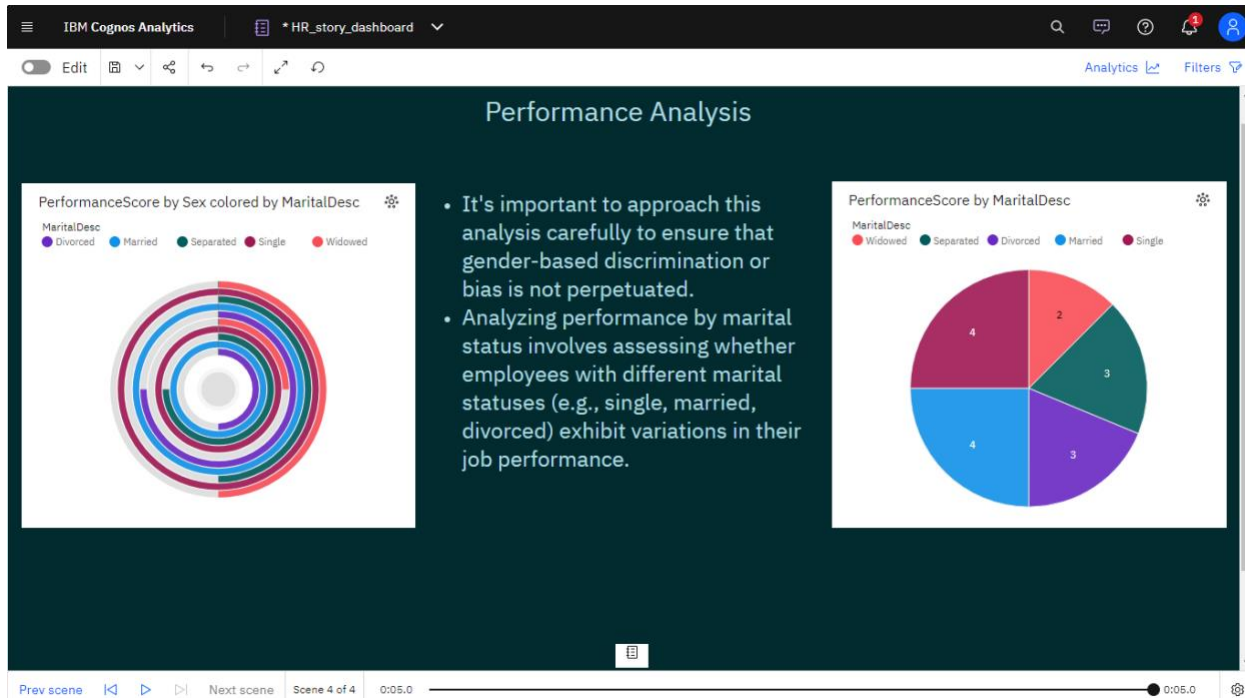 IBM Cognos Analytics
* HR_story_dashboard
1
Edit
Analytics
Filters
Performance Analysis
PerformanceScore by Sex colored by MaritalDesc
MaritalDesc
Divorced Married Separated Single Widowed
• It's important to approach this
analysis carefully to ensure that
gender-based discrimination or
bias is not perpetuated.
• Analyzing performance by marital
status involves assessing whether
employees with different marital
statuses (e.g., single, married,
divorced) exhibit variations in their
job performance.
PerformanceScore by MaritalDesc
MaritalDesc
Widowed Separated Divorced Married Single
4
2
3
4
3
Prev scene
Next scene
Scene 4 of 4
0:05.0
0:05.0